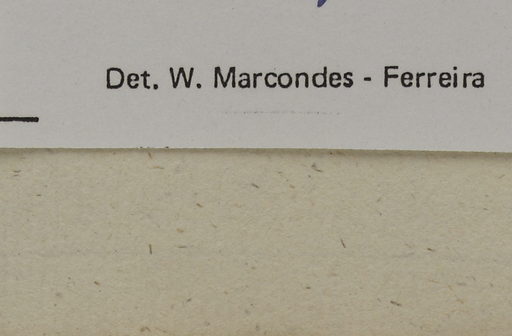 Det. W. Marcondes - Ferreira